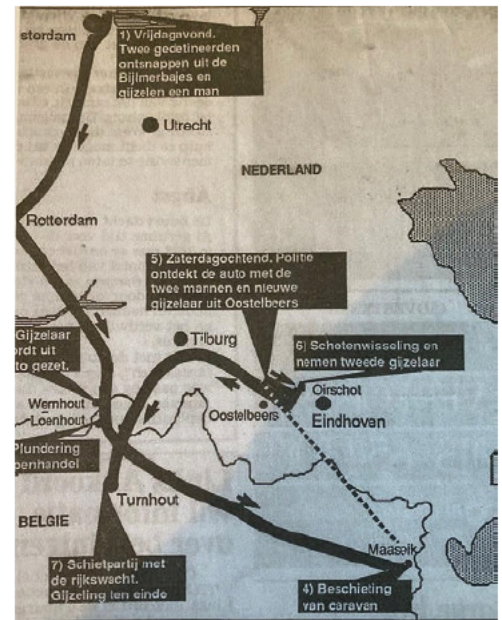 sterdam
1) Vrijdagavond.
Twee gedetineerden
ontsnappen uit de
Bijlmerbajes en
gijzelen een man
Utrecht
NEDERLAND
Rotterdam
5) Zaterdagochtend. Politie
ontdekt de auto met de
twee mannen en nieuwe
gijzelaar uit Oostelbeers
Gijzelaar
ordt uit
to gezet.
Tilburg
6) Schotenwisseling en
nemen tweede gijzelaar
Oirschot
Wernhout
Loenhout
Oostelbeers
Eindhoven
Plundering
penhandel
Turnhout
BELGIE
Maaseik
7) Schietpartij met
de rijkswacht.
Gijzeling ten einde
4) Beschieting
van caravan